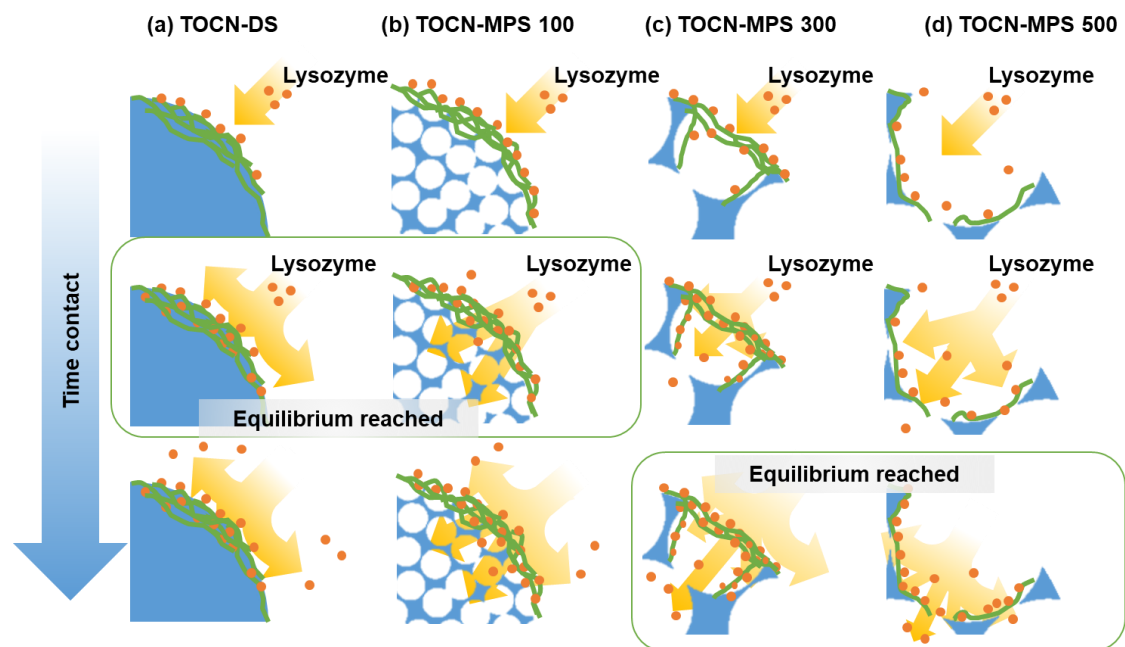 (a) TOCN-DS
(b) TOCN-MPS 100
(c) TOCN-MPS 300
(d) TOCN-MPS 500
Lysozyme
Lysozyme
Lysozyme
Lysozyme
Time contact
Lysozyme
Lysozyme
Lysozyme
Lysozyme
Equilibrium reached
Equilibrium reached